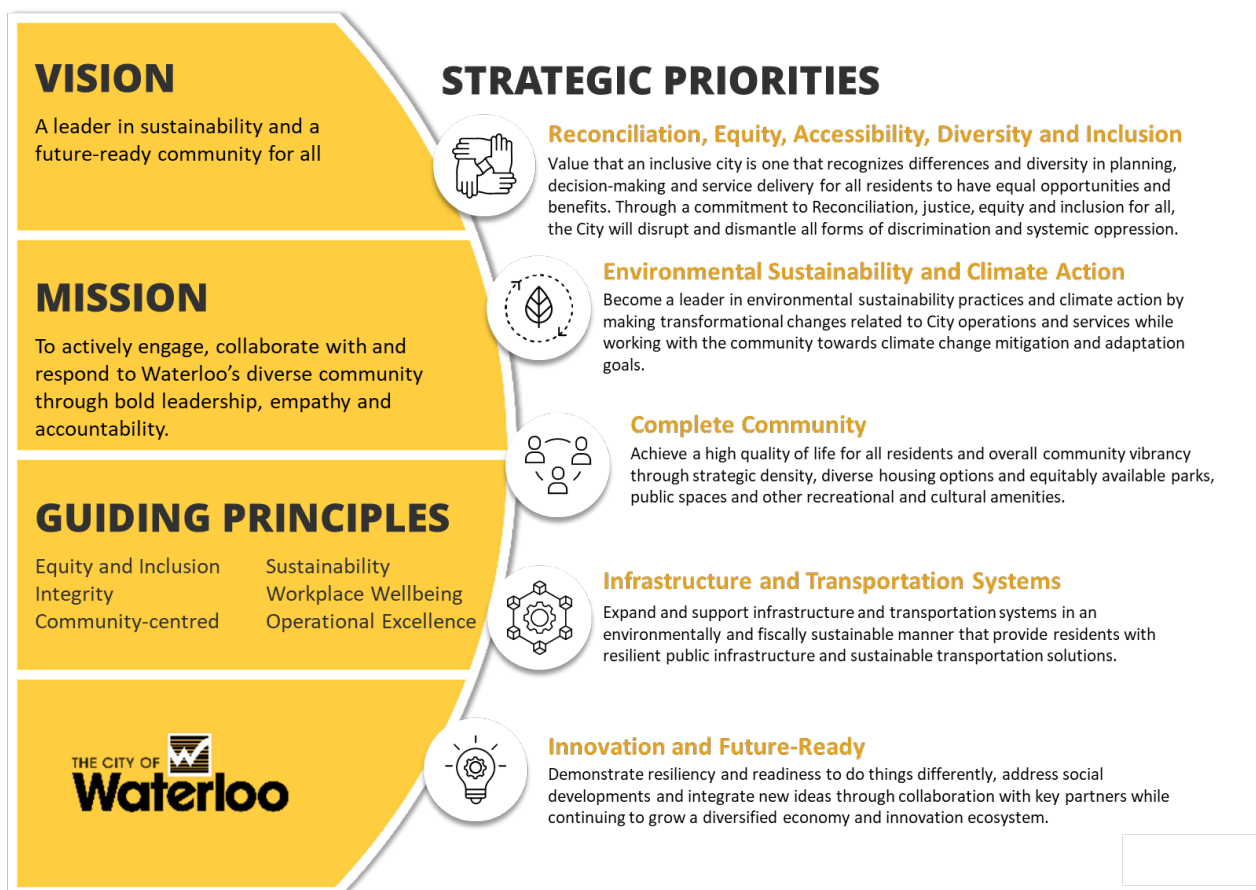 VISION
A leader in sustainability and a
future-ready community for all
MISSION
To actively engage, collaborate with and
respond to Waterloo's diverse community
through bold leadership, empathy and
accountability.
GUIDING PRINCIPLES
Equity and Inclusion
Integrity
Community-centred
Sustainability
Workplace Wellbeing
Operational Excellence
THE CITY OF
Waterloo
STRATEGIC PRIORITIES
Reconciliation, Equity, Accessibility, Diversity and Inclusion
Value that an inclusive city is one that recognizes differences and diversity in planning,
decision-making and service delivery for all residents to have equal opportunities and
benefits. Through a commitment to Reconciliation, justice, equity and inclusion for all,
the City will disrupt and dismantle all forms of discrimination and systemic oppression.
Environmental Sustainability and Climate Action
Become a leader in environmental sustainability practices and climate action by
making transformational changes related to City operations and services while
working with the community towards climate change mitigation and adaptation
goals.
Complete Community
Achieve a high quality of life for all residents and overall community vibrancy
through strategic density, diverse housing options and equitably available parks,
public spaces and other recreational and cultural amenities.
Infrastructure and Transportation Systems
Expand and support infrastructure and transportation systems in an
environmentally and fiscally sustainable manner that provide residents with
resilient public infrastructure and sustainable transportation solutions.
Innovation and Future-Ready
Demonstrate resiliency and readiness to do things differently, address social
developments and integrate new ideas through collaboration with key partners while
continuing to grow a diversified economy and innovation ecosystem.